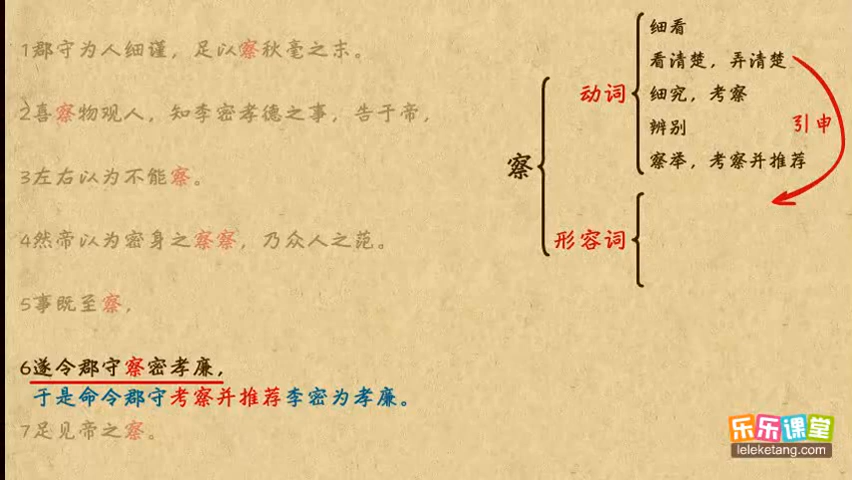 1郡守为人细谨，足以察秋毫之末。
2喜察物观人，知李密孝德之事，告于帝，
3左右以为不能察。
4然帝以为密身之察察，乃众人之范。
5事既至察，
6遂令郡守察密孝廉，
于是命令郡守考察并推荐李密为孝廉。
7足见帝之察。
察
动词
细看
看清楚，弄清楚
细究，考察
辨别
察举，考察并推荐
引申
形容词
乐乐课堂
leleketang.com